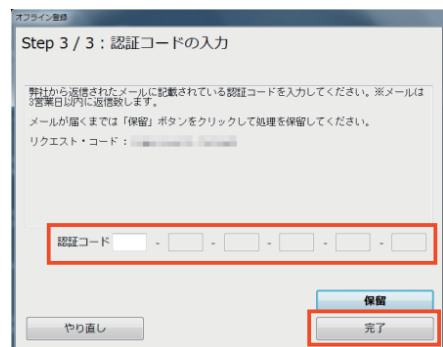 オフライン登録
Step 3 / 3：認証コードの入力
弊社から返信されたメールに記載されている認証コードを入力してください。※メールは
3営業日以内に返信致します。
メールが届くまでは「保留」ボタンをクリックして処理を保留してください。
リクエスト・コード：
認証コード - - - - -
保留
やり直し 完了